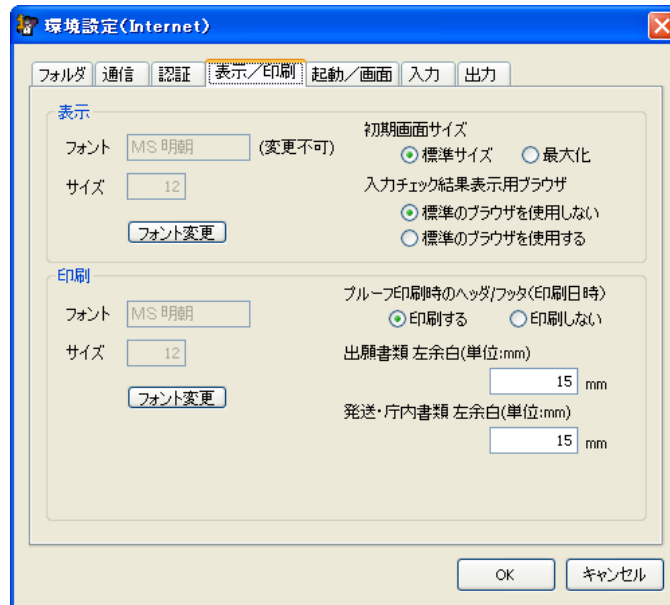 環境設定(Internet)
フォルダ 通信 認証 表示／印刷 起動／画面 入力 出力
表示
フォント MS 明朝 (変更不可)
サイズ 12
フォント変更
初期画面サイズ
標準サイズ 最大化
入力チェック結果表示用ブラウザ
標準のブラウザを使用しない
標準のブラウザを使用する
印刷
フォント MS 明朝
サイズ 12
フォント変更
プルーフ印刷時のヘッダ/フッタ(印刷日時)
印刷する 印刷しない
出願書類 左余白(単位:mm)
15 mm
発送・庁内書類 左余白(単位:mm)
15 mm
OK キャンセル